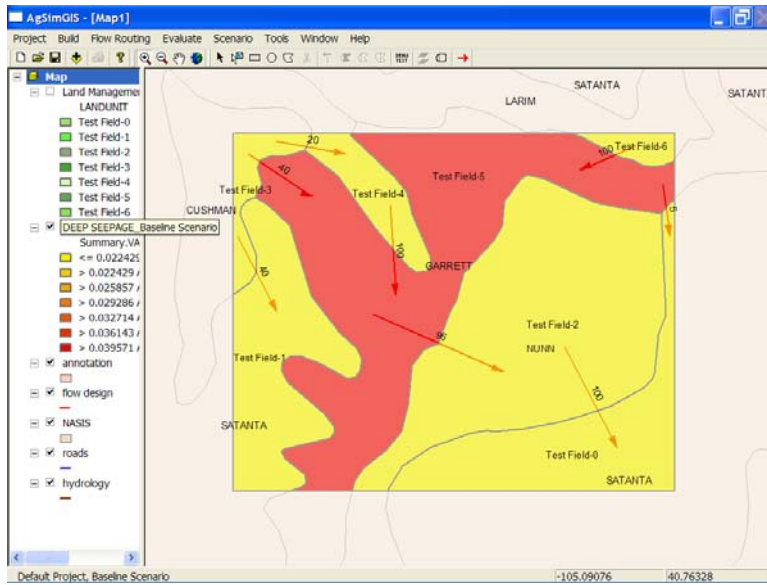 AgSimGIS - [Map1]
Project Build Flow Routing Evaluate Scenario Tools Window Help
Map
Land Managemer
LANDUNIT
Test Field-0
Test Field-1
Test Field-2
Test Field-3
Test Field-4
Test Field-5
Test Field-6
DEEP SEEPAGE_Baseline Scenario
Summary.VA
<= 0.022429
> 0.022429 /
> 0.025857 /
> 0.029286 /
> 0.032714 /
> 0.036143 /
> 0.039571 /
annotation
flow design
NASIS
roads
hydrology
SATANTA
SATANT
LARIM
20
100
Test Field-6
40
Test Field-5
Test Field-3
Test Field-4
CUSHMAN
5
100
40
GARRETT
95
Test Field-2
NUNN
Test Field-1
100
SATANTA
Test Field-0
SATANTA
Default Project, Baseline Scenario
-105.09076
40.76328